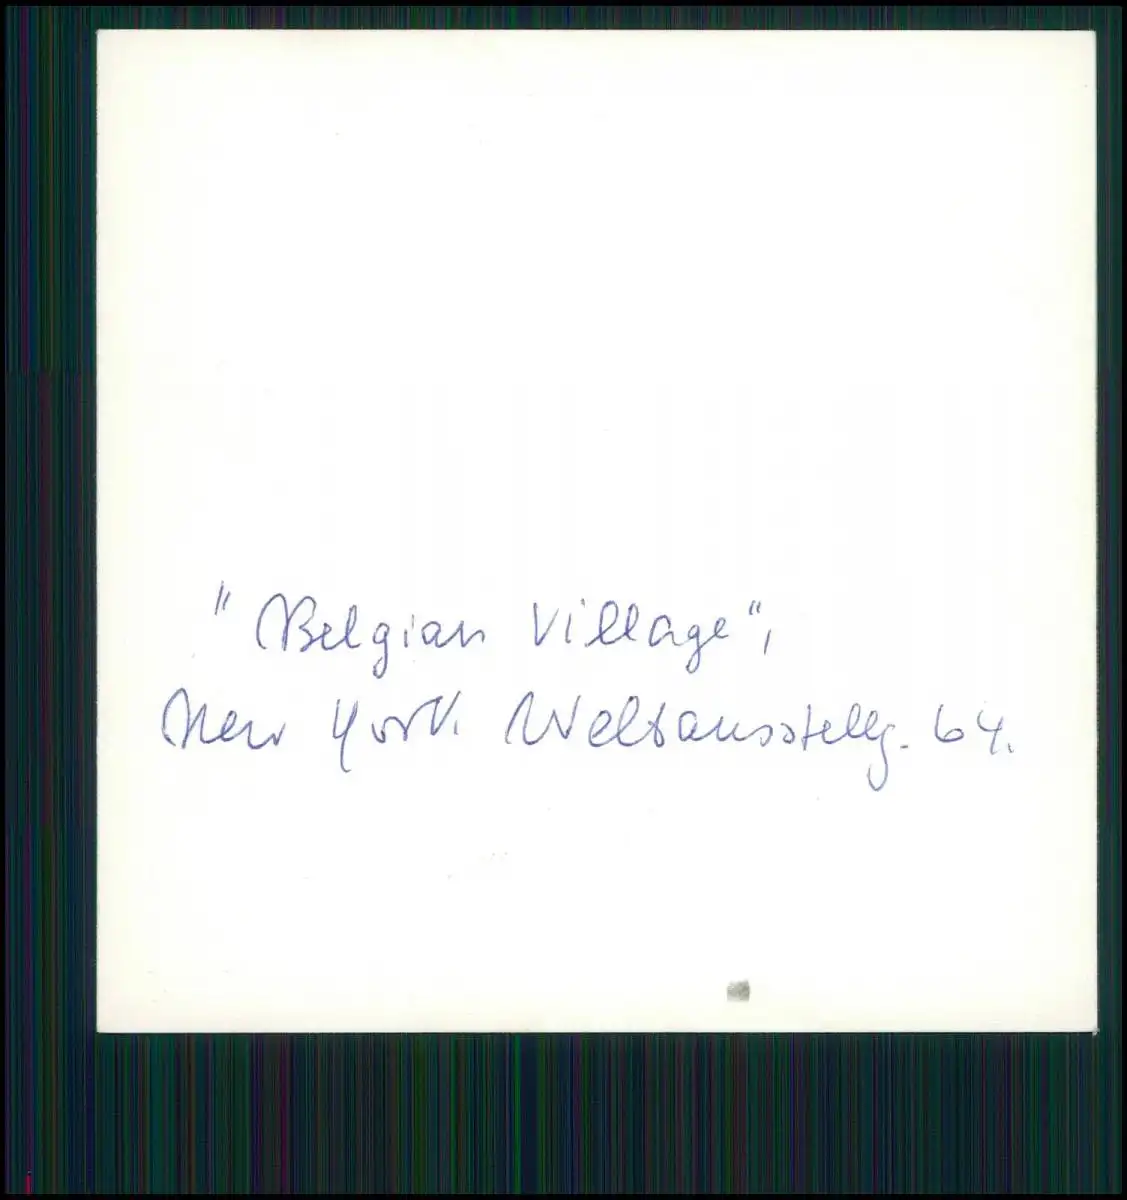 "Belgian Village",
New York Weltausstellg. 64.